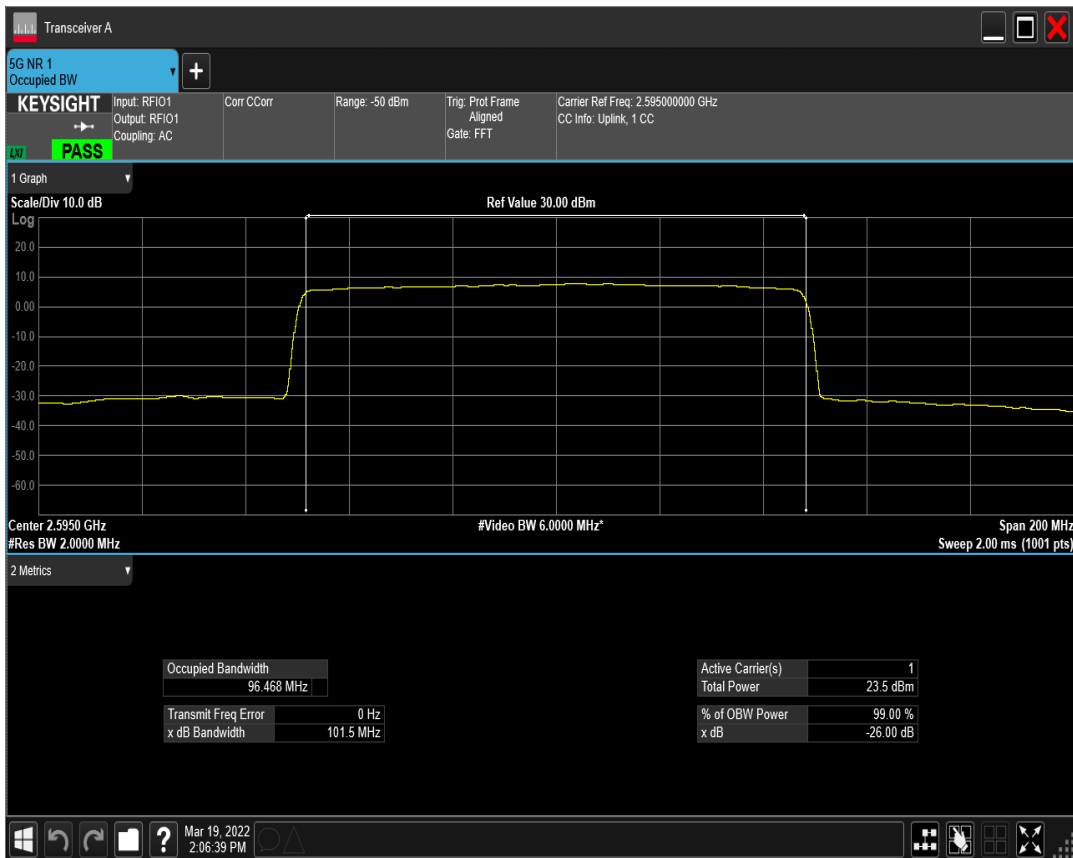 Transceiver A
5G NR 1
Occupied BW
+
KEYSIGHT
LXI
PASS
Input: RFIO1
Output: RFIO1
Coupling: AC
Corr CCorr
Range: -50 dBm
Trig: Prot Frame
Aligned
Gate: FFT
Carrier Ref Freq: 2.595000000 GHz
CC Info: Uplink, 1 CC
1 Graph
Scale/Div 10.0 dB
Ref Value 30.00 dBm
Log
20.0
10.0
0.00
-10.0
-20.0
-30.0
-40.0
-50.0
-60.0
Center 2.5950 GHz
#Video BW 6.0000 MHz*
Span 200 MHz
#Res BW 2.0000 MHz
Sweep 2.00 ms (1001 pts)
2 Metrics
Occupied Bandwidth
96.468 MHz
Transmit Freq Error 0 Hz
x dB Bandwidth 101.5 MHz
Active Carrier(s) 1
Total Power 23.5 dBm
% of OBW Power 99.00 %
x dB -26.00 dB
?
Mar 19, 2022
2:06:39 PM